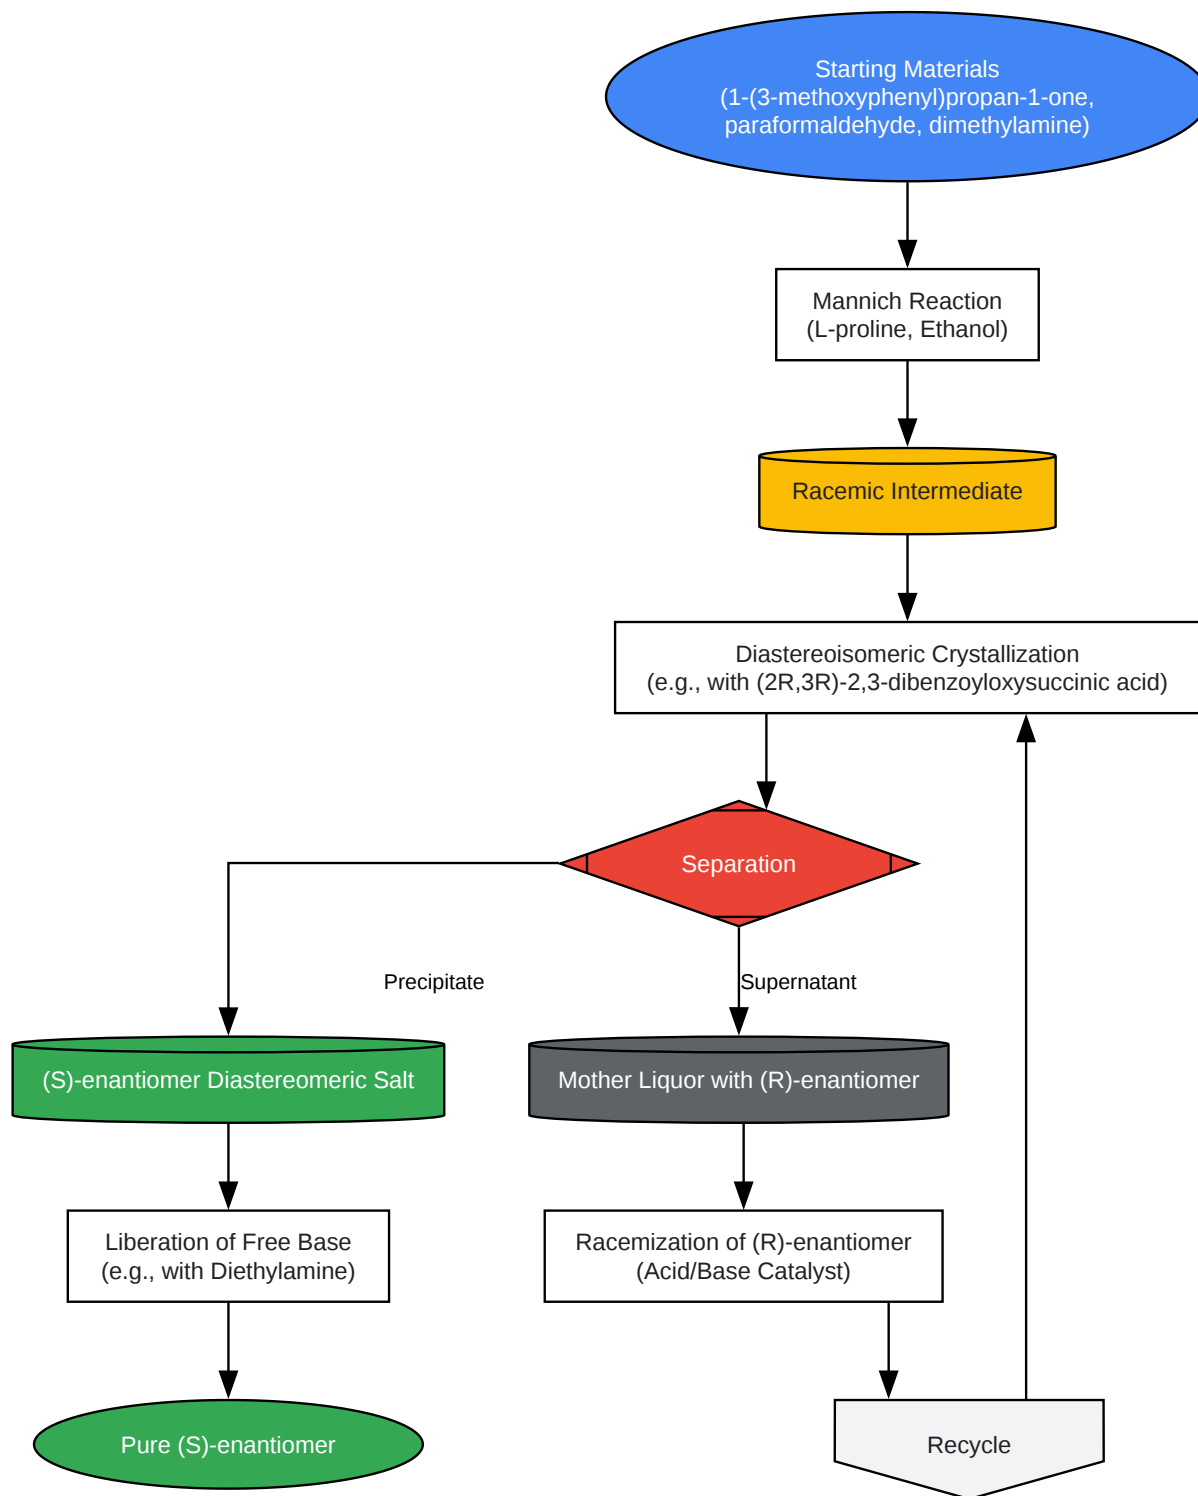 Starting Materials
(1-(3-methoxyphenyl)propan-1-one,
paraformaldehyde, dimethylamine)
Mannich Reaction
(L-proline, Ethanol)
Racemic Intermediate
Diastereoisomeric Crystallization
(e.g., with (2R,3R)-2,3-dibenzoyloxysuccinic acid)
Separation
Precipitate
Supernatant
(S)-enantiomer Diastereomeric Salt
Mother Liquor with (R)-enantiomer
Liberation of Free Base
(e.g., with Diethylamine)
Racemization of (R)-enantiomer
(Acid/Base Catalyst)
Pure (S)-enantiomer
Recycle